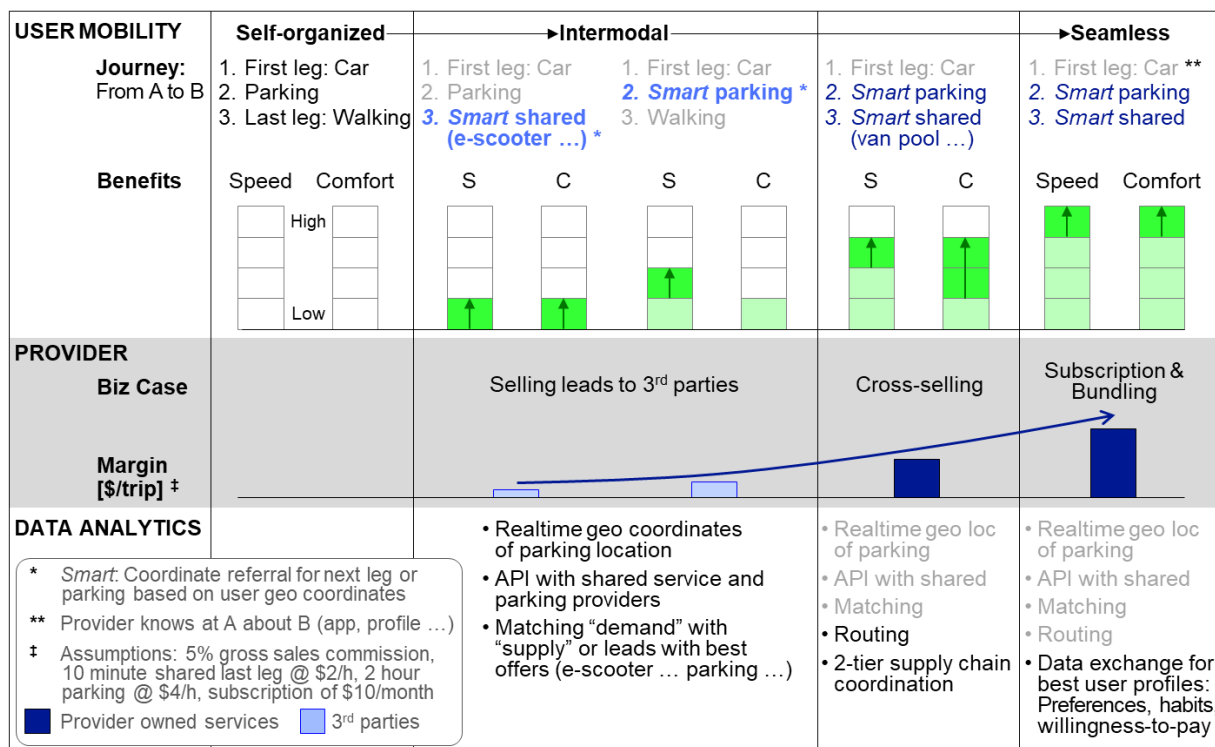 USER MOBILITY
Self-organized
Intermodal
Seamless
Journey:
From A to B
1. First leg: Car
2. Parking
3. Last leg: Walking
1. First leg: Car
2. Parking
3. Smart shared
(e-scooter …) *
1. First leg: Car
2. Smart parking *
3. Walking
1. First leg: Car
2. Smart parking
3. Smart shared
(van pool …)
1. First leg: Car **
2. Smart parking
3. Smart shared
Benefits
Speed Comfort
S C
S C
S C
Speed Comfort
High
Low
PROVIDER
Biz Case
Selling leads to 3rd parties
Cross-selling
Subscription &
Bundling
Margin
[$/trip] ‡
DATA ANALYTICS
• Realtime geo coordinates
of parking location
• API with shared service and
parking providers
• Matching “demand” with
“supply” or leads with best
offers (e-scooter … parking …)
• Realtime geo loc
of parking
• API with shared
• Matching
• Routing
• 2-tier supply chain
coordination
• Realtime geo loc
of parking
• API with shared
• Matching
• Routing
• Data exchange for
best user profiles:
Preferences, habits,
willingness-to-pay
* Smart: Coordinate referral for next leg or
parking based on user geo coordinates
** Provider knows at A about B (app, profile …)
‡ Assumptions: 5% gross sales commission,
10 minute shared last leg @ $2/h, 2 hour
parking @ $4/h, subscription of $10/month
Provider owned services
3rd parties